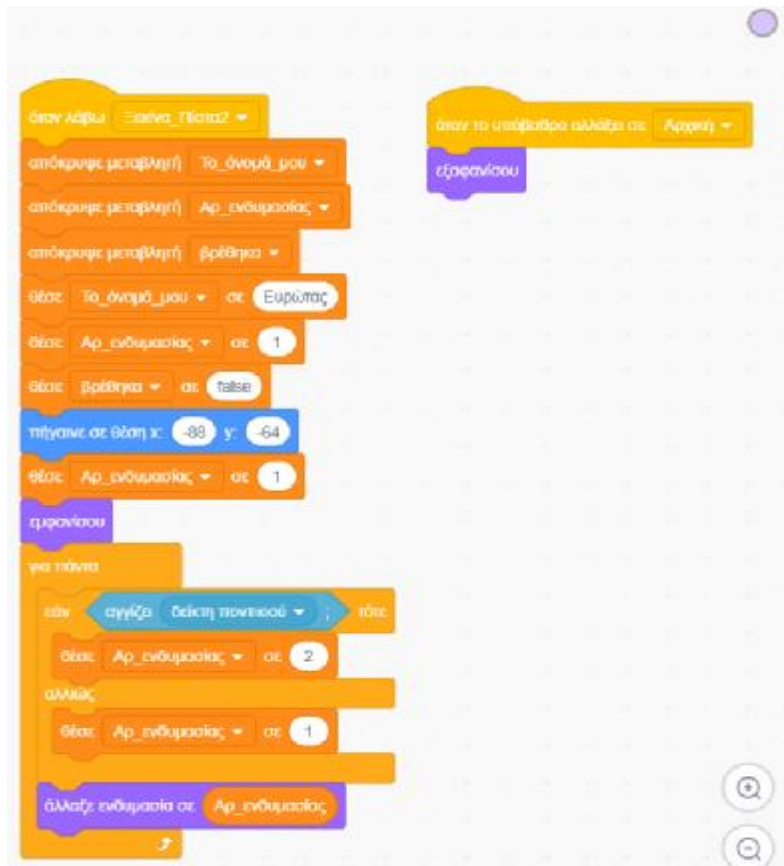 όταν λάβω Ξεκίνα_Πίστα2
απόκρυψε μεταβλητή Το_όνομά_μου
απόκρυψε μεταβλητή Αρ_ενδυμασίας
απόκρυψε μεταβλητή βρέθηκα
θέσε Το_όνομά_μου σε Ευρώτας
θέσε Αρ_ενδυμασίας σε 1
θέσε βρέθηκα σε false
πήγαινε σε θέση x: -88 y: -64
θέσε Αρ_ενδυμασίας σε 1
εμφανίσου
για πάντα
εάν αγγίζει δείκτη ποντικιού ; τότε
θέσε Αρ_ενδυμασίας σε 2
αλλιώς
θέσε Αρ_ενδυμασίας σε 1
άλλαξε ενδυμασία σε Αρ_ενδυμασίας
όταν το υπόβαθρο αλλάξει σε Αρχική
εξαφανίσου